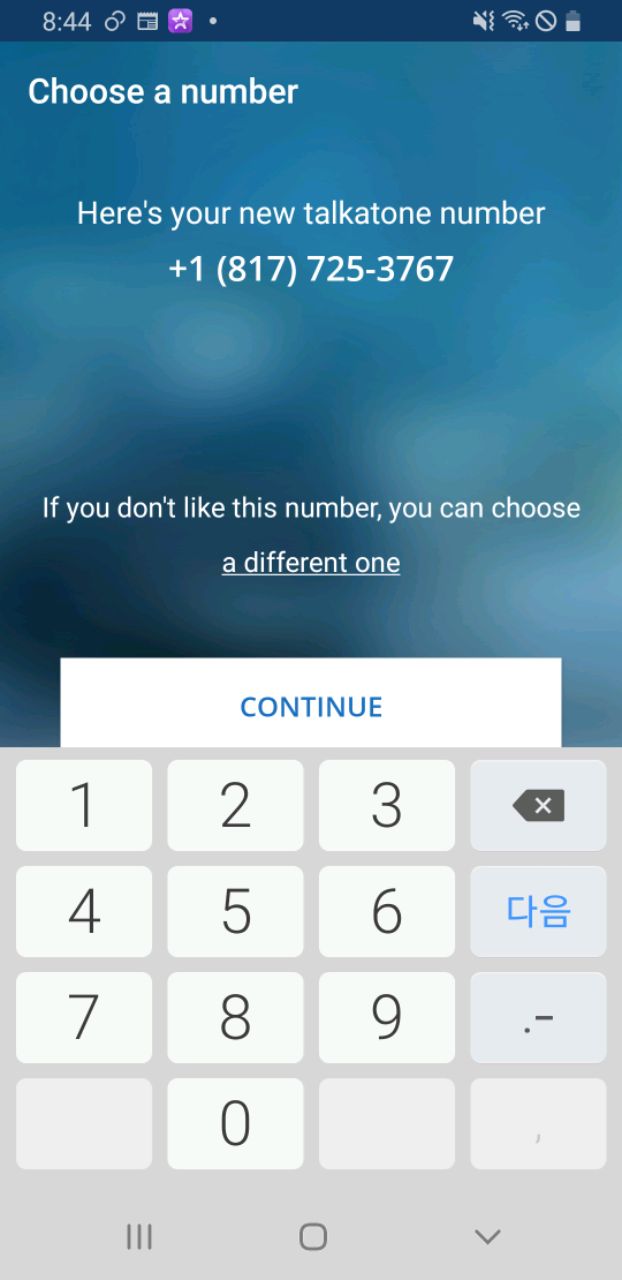 8:44
Choose a number
Here's your new talkatone number
+1 (817) 725-3767
If you don't like this number, you can choose
a different one
CONTINUE
1 2 3
4 5 6 다음
7 8 9 .-
0 ,